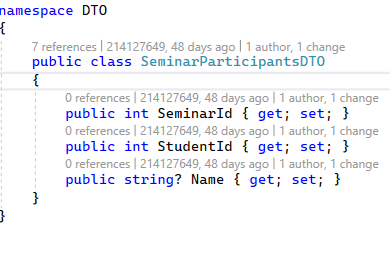 namespace DTO
{
7 references | 214127649, 48 days ago | 1 author, 1 change
public class SeminarParticipantsDTO
{
0 references | 214127649, 48 days ago | 1 author, 1 change
public int SeminarId { get; set; }
0 references | 214127649, 48 days ago | 1 author, 1 change
public int StudentId { get; set; }
0 references | 214127649, 48 days ago | 1 author, 1 change
public string? Name { get; set; }
}
}